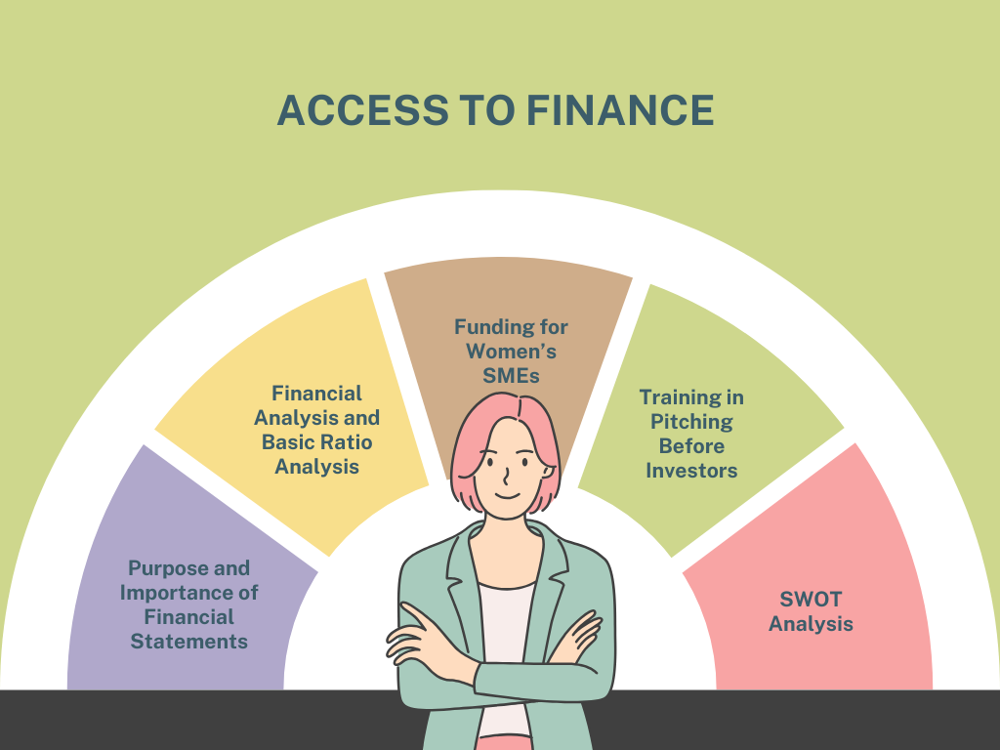 ACCESS TO FINANCE
Purpose and
Importance of
Financial
Statements
Financial
Analysis and
Basic Ratio
Analysis
Funding for
Women’s
SMEs
Training in
Pitching
Before
Investors
SWOT
Analysis